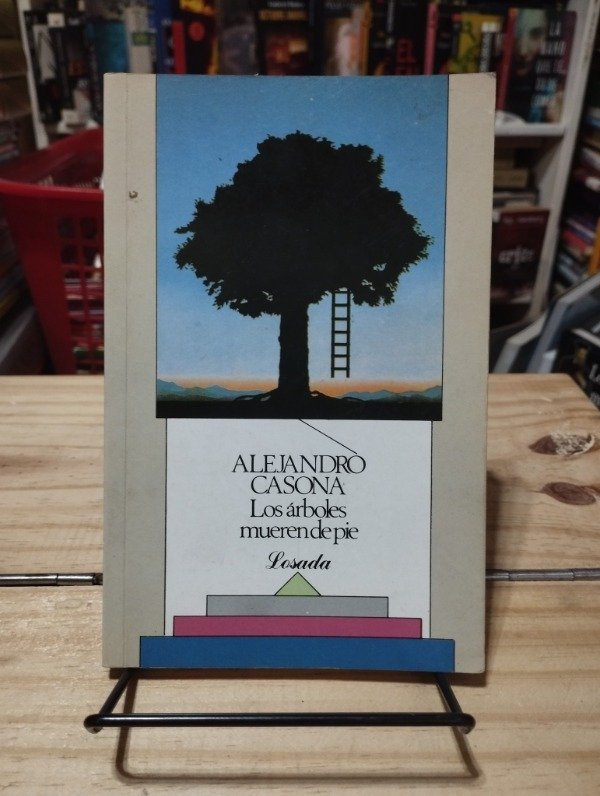 ALEJANDRO
CASONA
Los árboles
mueren de pie
Losada